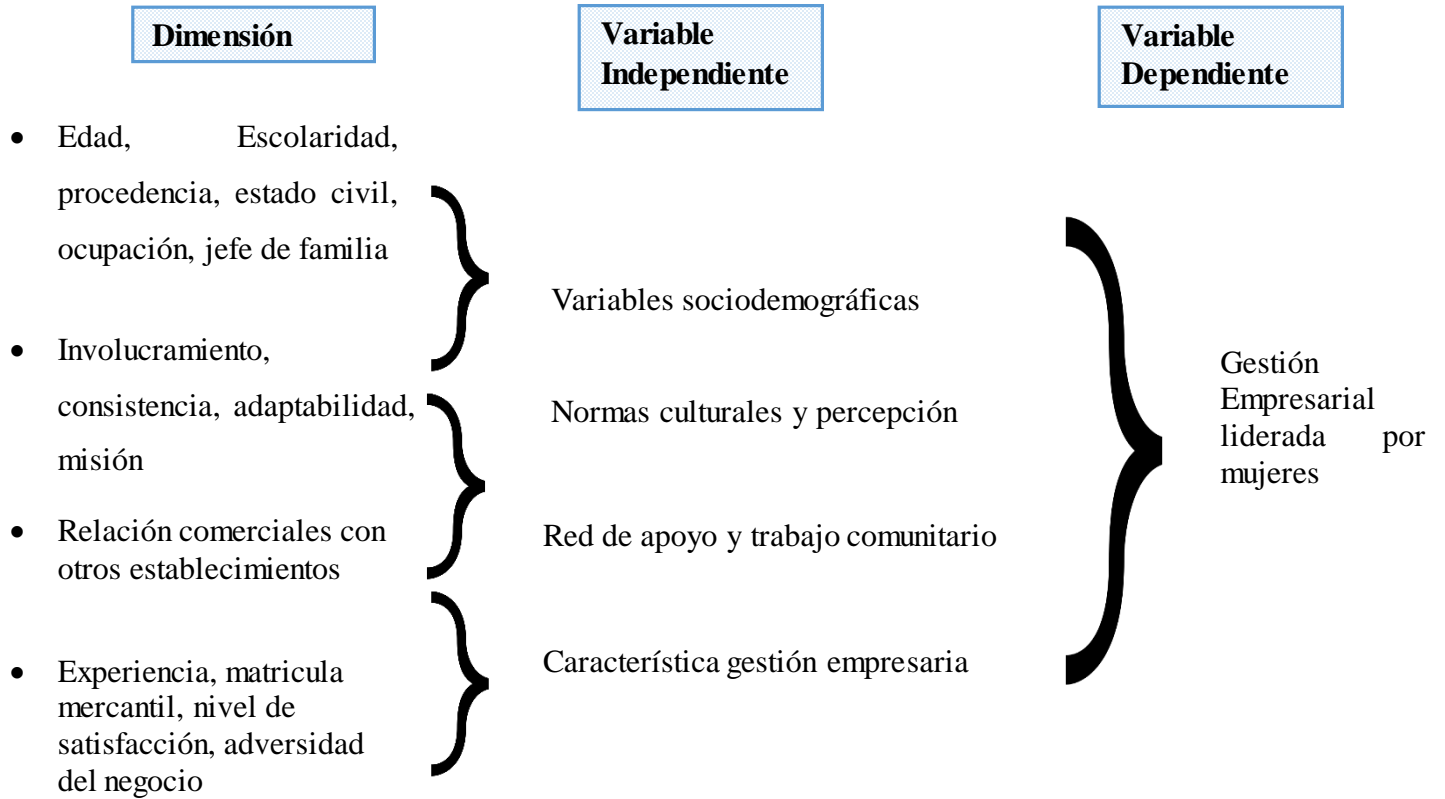 Dimensión
Variable
Independiente
Variable
Dependiente
• Edad, Escolaridad,
procedencia, estado civil,
ocupación, jefe de familia
• Involucramiento,
consistencia, adaptabilidad,
misión
• Relación comerciales con
otros establecimientos
• Experiencia, matricula
mercantil, nivel de
satisfacción, adversidad
del negocio
Variables sociodemográficas
Normas culturales y percepción
Red de apoyo y trabajo comunitario
Característica gestión empresaria
Gestión
Empresarial
liderada por
mujeres